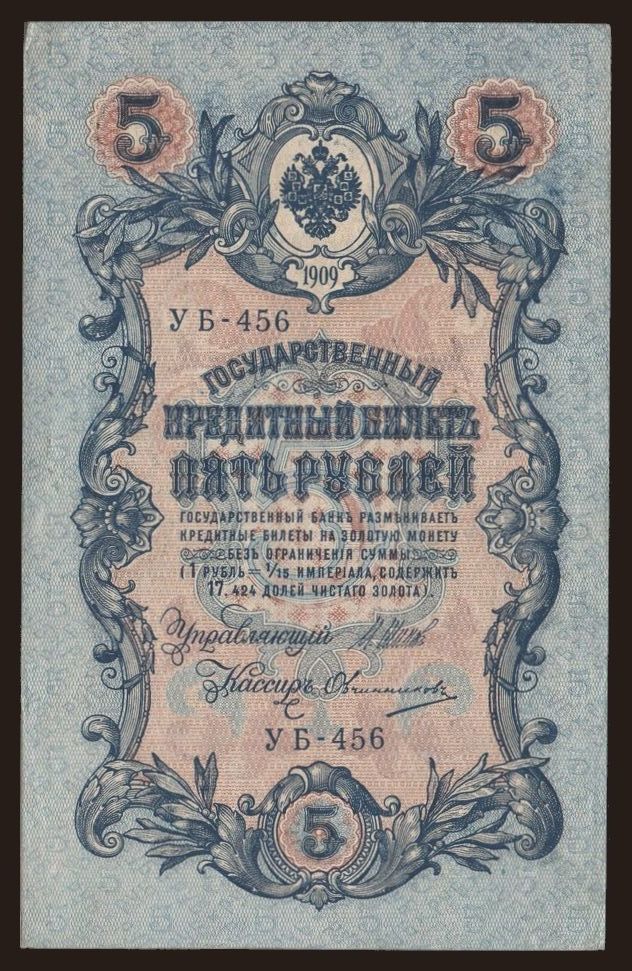 5 5
1909
УБ-456
ГОСУДАРСТВЕННЫЙ
КРЕДИТНЫЙ БИЛЕТЪ
ПЯТЬ РУБЛЕЙ
ГОСУДАРСТВЕННЫЙ БАНКЪ РАЗМѢНИВАЕТЪ
КРЕДИТНЫЕ БИЛЕТЫ НА ЗОЛОТУЮ МОНЕТУ
БЕЗЪ ОГРАНИЧЕНІЯ СУММЫ
(1 РУБЛЬ = 1/15 ИМПЕРІАЛА, СОДЕРЖИТЪ
17,424 ДОЛЕЙ ЧИСТАГО ЗОЛОТА).
Управляющій
Кассиръ Овчинниковъ
УБ-456
5